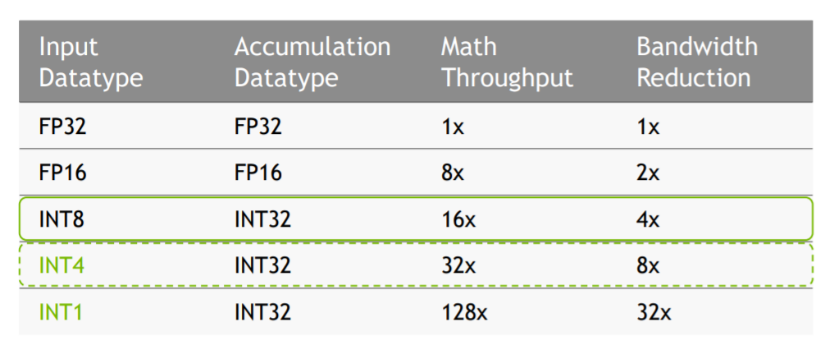 Input Datatype Accumulation Datatype Math Throughput Bandwidth Reduction
FP32 FP32 1x 1x
FP16 FP16 8x 2x
INT8 INT32 16x 4x
INT4 INT32 32x 8x
INT1 INT32 128x 32x